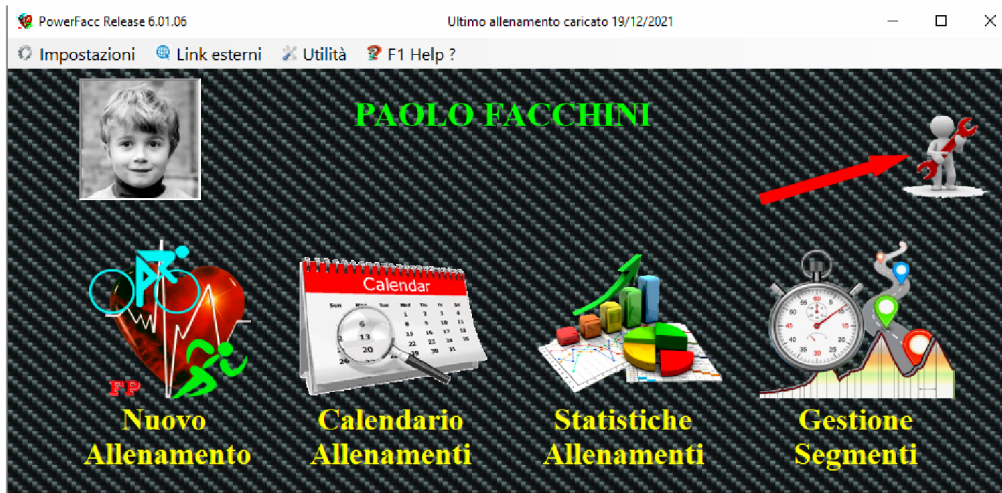 PowerFacc Release 6.01.06
Ultimo allenamento caricato 19/12/2021
Impostazioni
Link esterni
Utilità
F1 Help ?
PAOLO FACCHINI
Calendar
FP
Nuovo
Allenamento
Calendario
Allenamenti
Statistiche
Allenamenti
Gestione
Segmenti